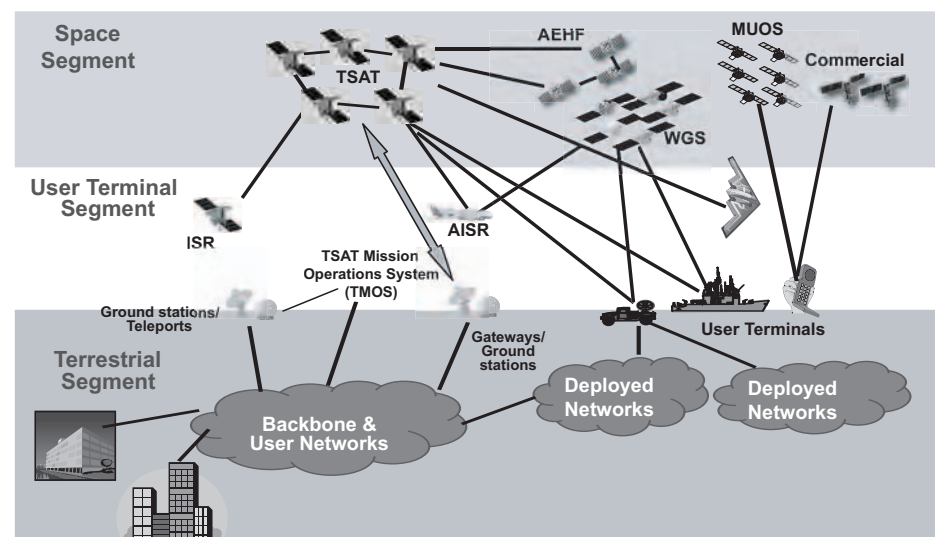 Space
Segment
TSAT
AEHF
MUOS
Commercial
WGS
User Terminal
Segment
ISR
AISR
TSAT Mission
Operations System
(TMOS)
Ground stations/
Teleports
Gateways/
Ground
stations
User Terminals
Terrestrial
Segment
Backbone &
User Networks
Deployed
Networks
Deployed
Networks